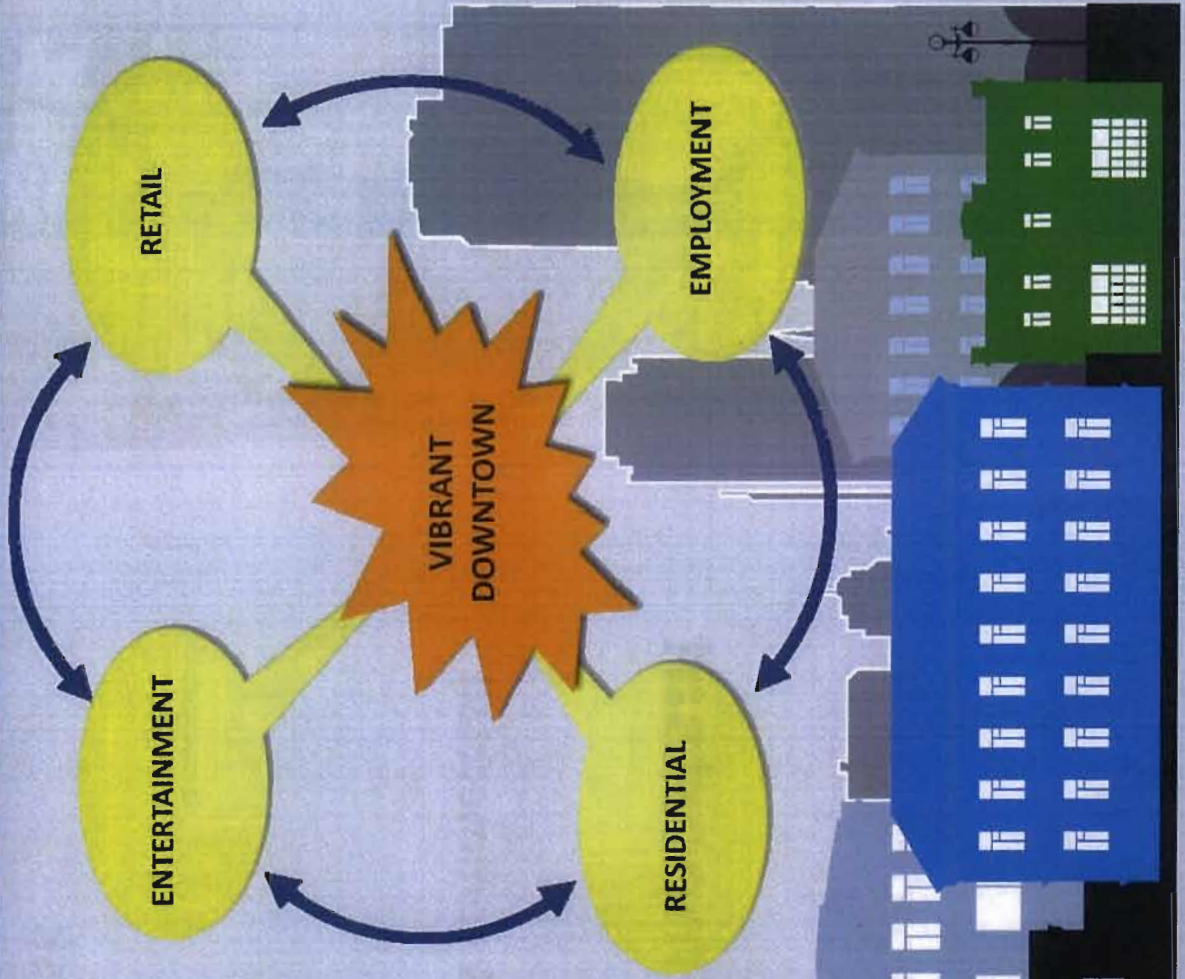 ENTERTAINMENT
RETAIL
VIBRANT
DOWNTOWN
RESIDENTIAL
EMPLOYMENT